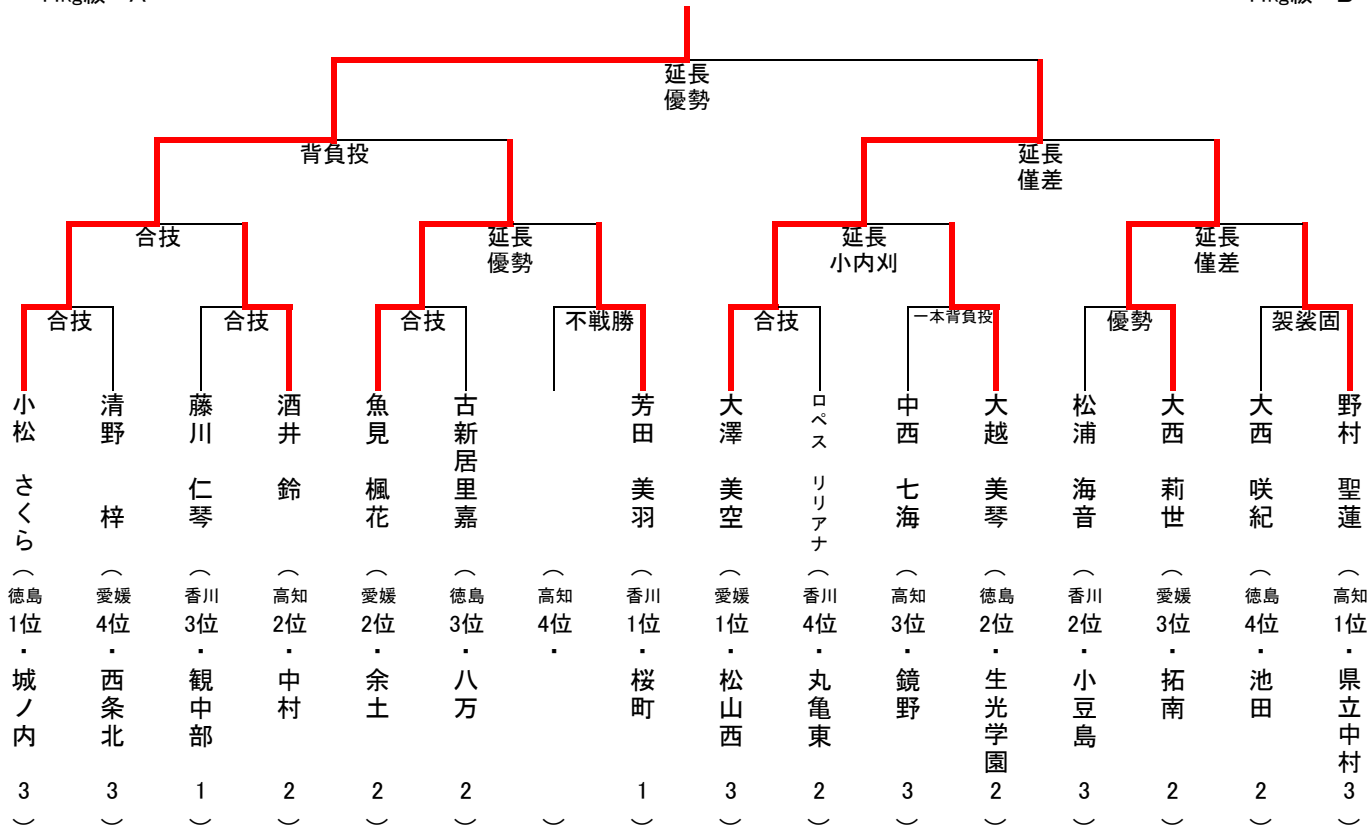 延長
優勢
背負投
延長
僅差
合技
延長
優勢
延長
小内刈
延長
僅差
合技
合技
合技
不戦勝
合技
一本背負投
優勢
袈裟固
小松 さくら（徳島1位・城ノ内 3）
清野 梓（愛媛4位・西条北 3）
藤川 仁琴（香川3位・観中部 1）
酒井 鈴（高知2位・中村 2）
魚見 楓花（愛媛2位・余土 2）
古新居里嘉（徳島3位・八万 2）
（高知4位・ ）
芳田 美羽（香川1位・桜町 1）
大澤 美空（愛媛1位・松山西 3）
ロペス リリアナ（香川4位・丸亀東 2）
中西 七海（高知3位・鏡野 3）
大越 美琴（徳島2位・生光学園 2）
松浦 海音（香川2位・小豆島 3）
大西 莉世（愛媛3位・拓南 2）
大西 咲紀（徳島4位・池田 2）
野村 聖蓮（高知1位・県立中村 3）